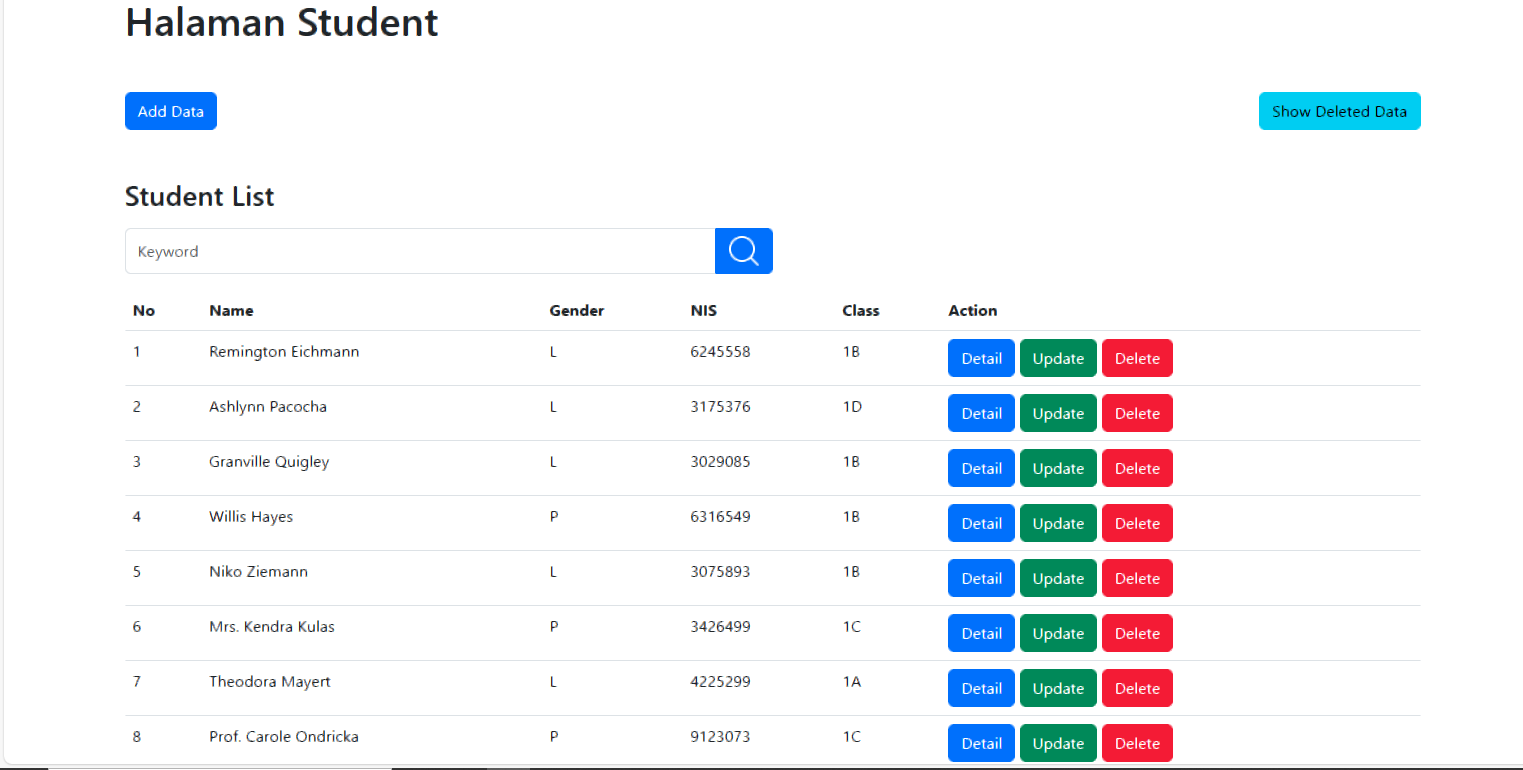 Halaman Student
Add Data Show Deleted Data
Student List
Keyword
No Name Gender NIS Class Action
1 Remington Eichmann L 6245558 1B Detail Update Delete
2 Ashlynn Pacocha L 3175376 1D Detail Update Delete
3 Granville Quigley L 3029085 1B Detail Update Delete
4 Willis Hayes P 6316549 1B Detail Update Delete
5 Niko Ziemann L 3075893 1B Detail Update Delete
6 Mrs. Kendra Kulas P 3426499 1C Detail Update Delete
7 Theodora Mayert L 4225299 1A Detail Update Delete
8 Prof. Carole Ondricka P 9123073 1C Detail Update Delete